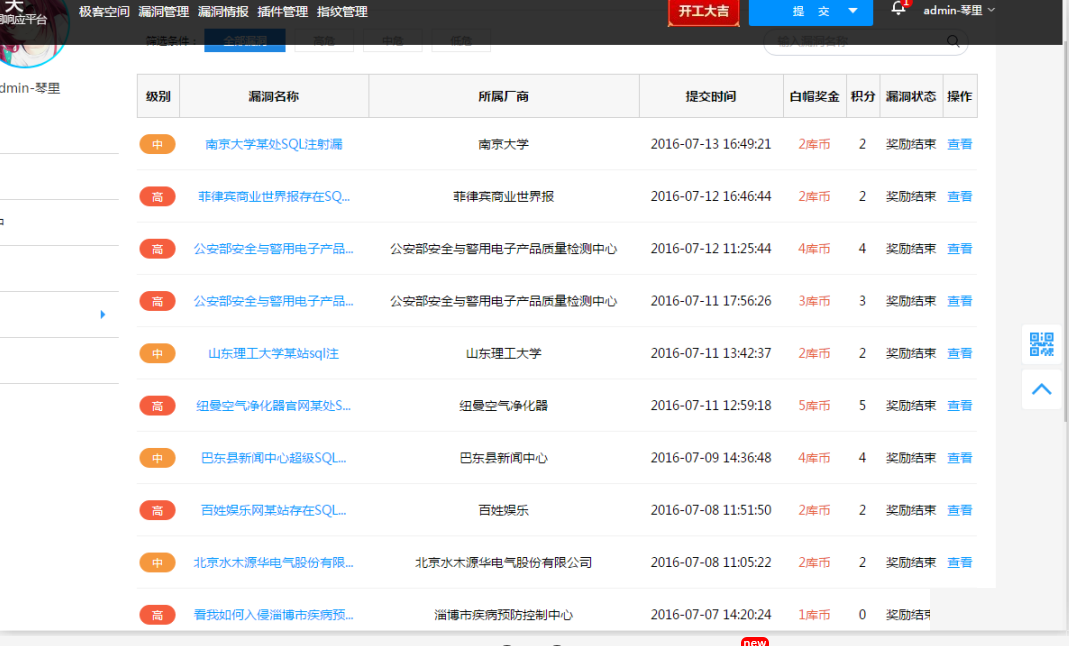 天
响应平台
极客空间 漏洞管理 漏洞情报 插件管理 指纹管理
开工大吉
提 交
1
admin-琴里
筛选条件: 全部漏洞 高危 中危 低危
输入漏洞名称
dmin-琴里
级别 漏洞名称 所属厂商 提交时间 白帽奖金 积分 漏洞状态 操作
中 南京大学某处SQL注射漏 南京大学 2016-07-13 16:49:21 2库币 2 奖励结束 查看
高 菲律宾商业世界报存在SQ... 菲律宾商业世界报 2016-07-12 16:46:44 2库币 2 奖励结束 查看
高 公安部安全与警用电子产品... 公安部安全与警用电子产品质量检测中心 2016-07-12 11:25:44 4库币 4 奖励结束 查看
高 公安部安全与警用电子产品... 公安部安全与警用电子产品质量检测中心 2016-07-11 17:56:26 3库币 3 奖励结束 查看
中 山东理工大学某站sql注 山东理工大学 2016-07-11 13:42:37 2库币 2 奖励结束 查看
高 纽曼空气净化器官网某处S... 纽曼空气净化器 2016-07-11 12:59:18 5库币 5 奖励结束 查看
中 巴东县新闻中心超级SQL... 巴东县新闻中心 2016-07-09 14:36:48 4库币 4 奖励结束 查看
高 百姓娱乐网某站存在SQL... 百姓娱乐 2016-07-08 11:51:50 2库币 2 奖励结束 查看
中 北京水木源华电气股份有限... 北京水木源华电气股份有限公司 2016-07-08 11:05:22 2库币 2 奖励结束 查看
高 看我如何入侵淄博市疾病预... 淄博市疾病预防控制中心 2016-07-07 14:20:24 1库币 0 奖励结束
new